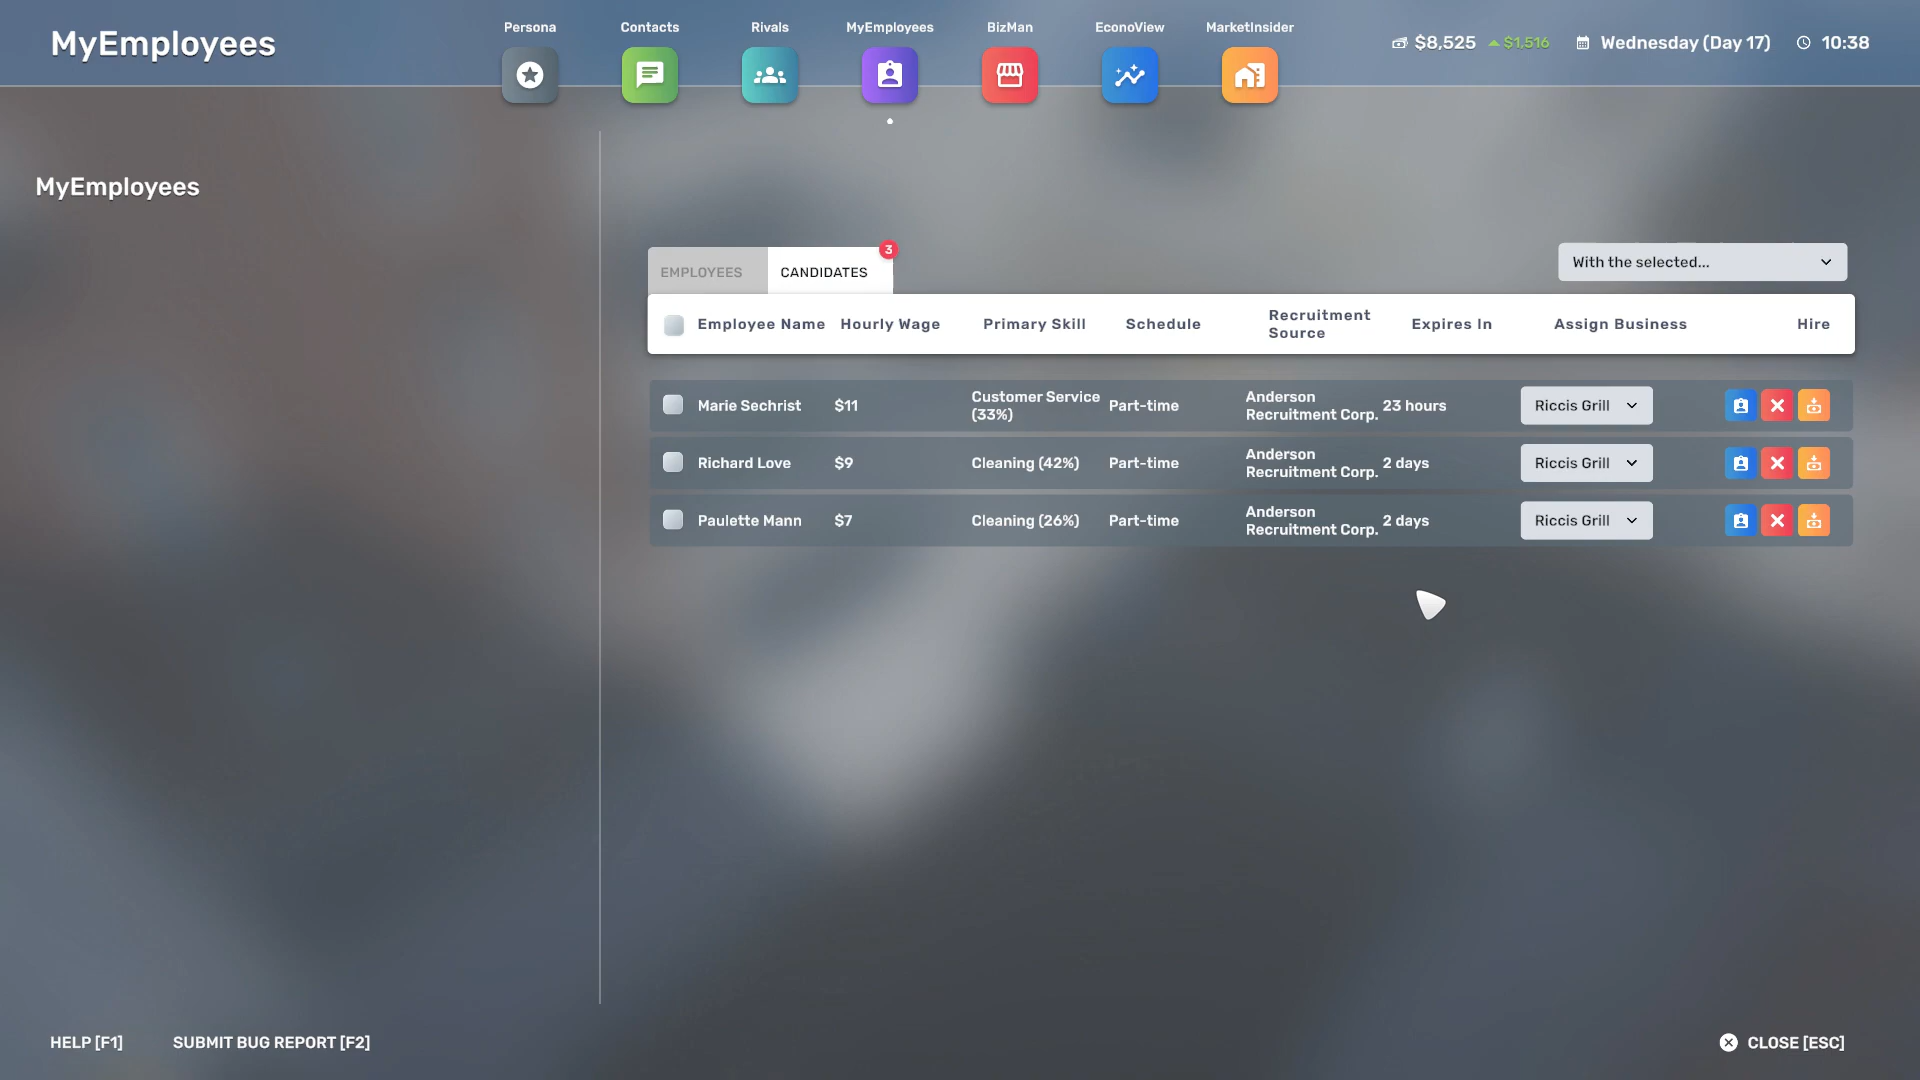 MyEmployees
Persona
Contacts
Rivals
MyEmployees
BizMan
EconoView
MarketInsider
$8,525
$1,516
Wednesday (Day 17)
10:38
MyEmployees
EMPLOYEES
CANDIDATES
3
With the selected...
Employee Name
Hourly Wage
Primary Skill
Schedule
Recruitment
Source
Expires In
Assign Business
Hire
Marie Sechrist
$11
Customer Service
(33%)
Part-time
Anderson
Recruitment Corp.
23 hours
Riccis Grill
Richard Love
$9
Cleaning (42%)
Part-time
Anderson
Recruitment Corp.
2 days
Riccis Grill
Paulette Mann
$7
Cleaning (26%)
Part-time
Anderson
Recruitment Corp.
2 days
Riccis Grill
HELP [F1]
SUBMIT BUG REPORT [F2]
CLOSE [ESC]